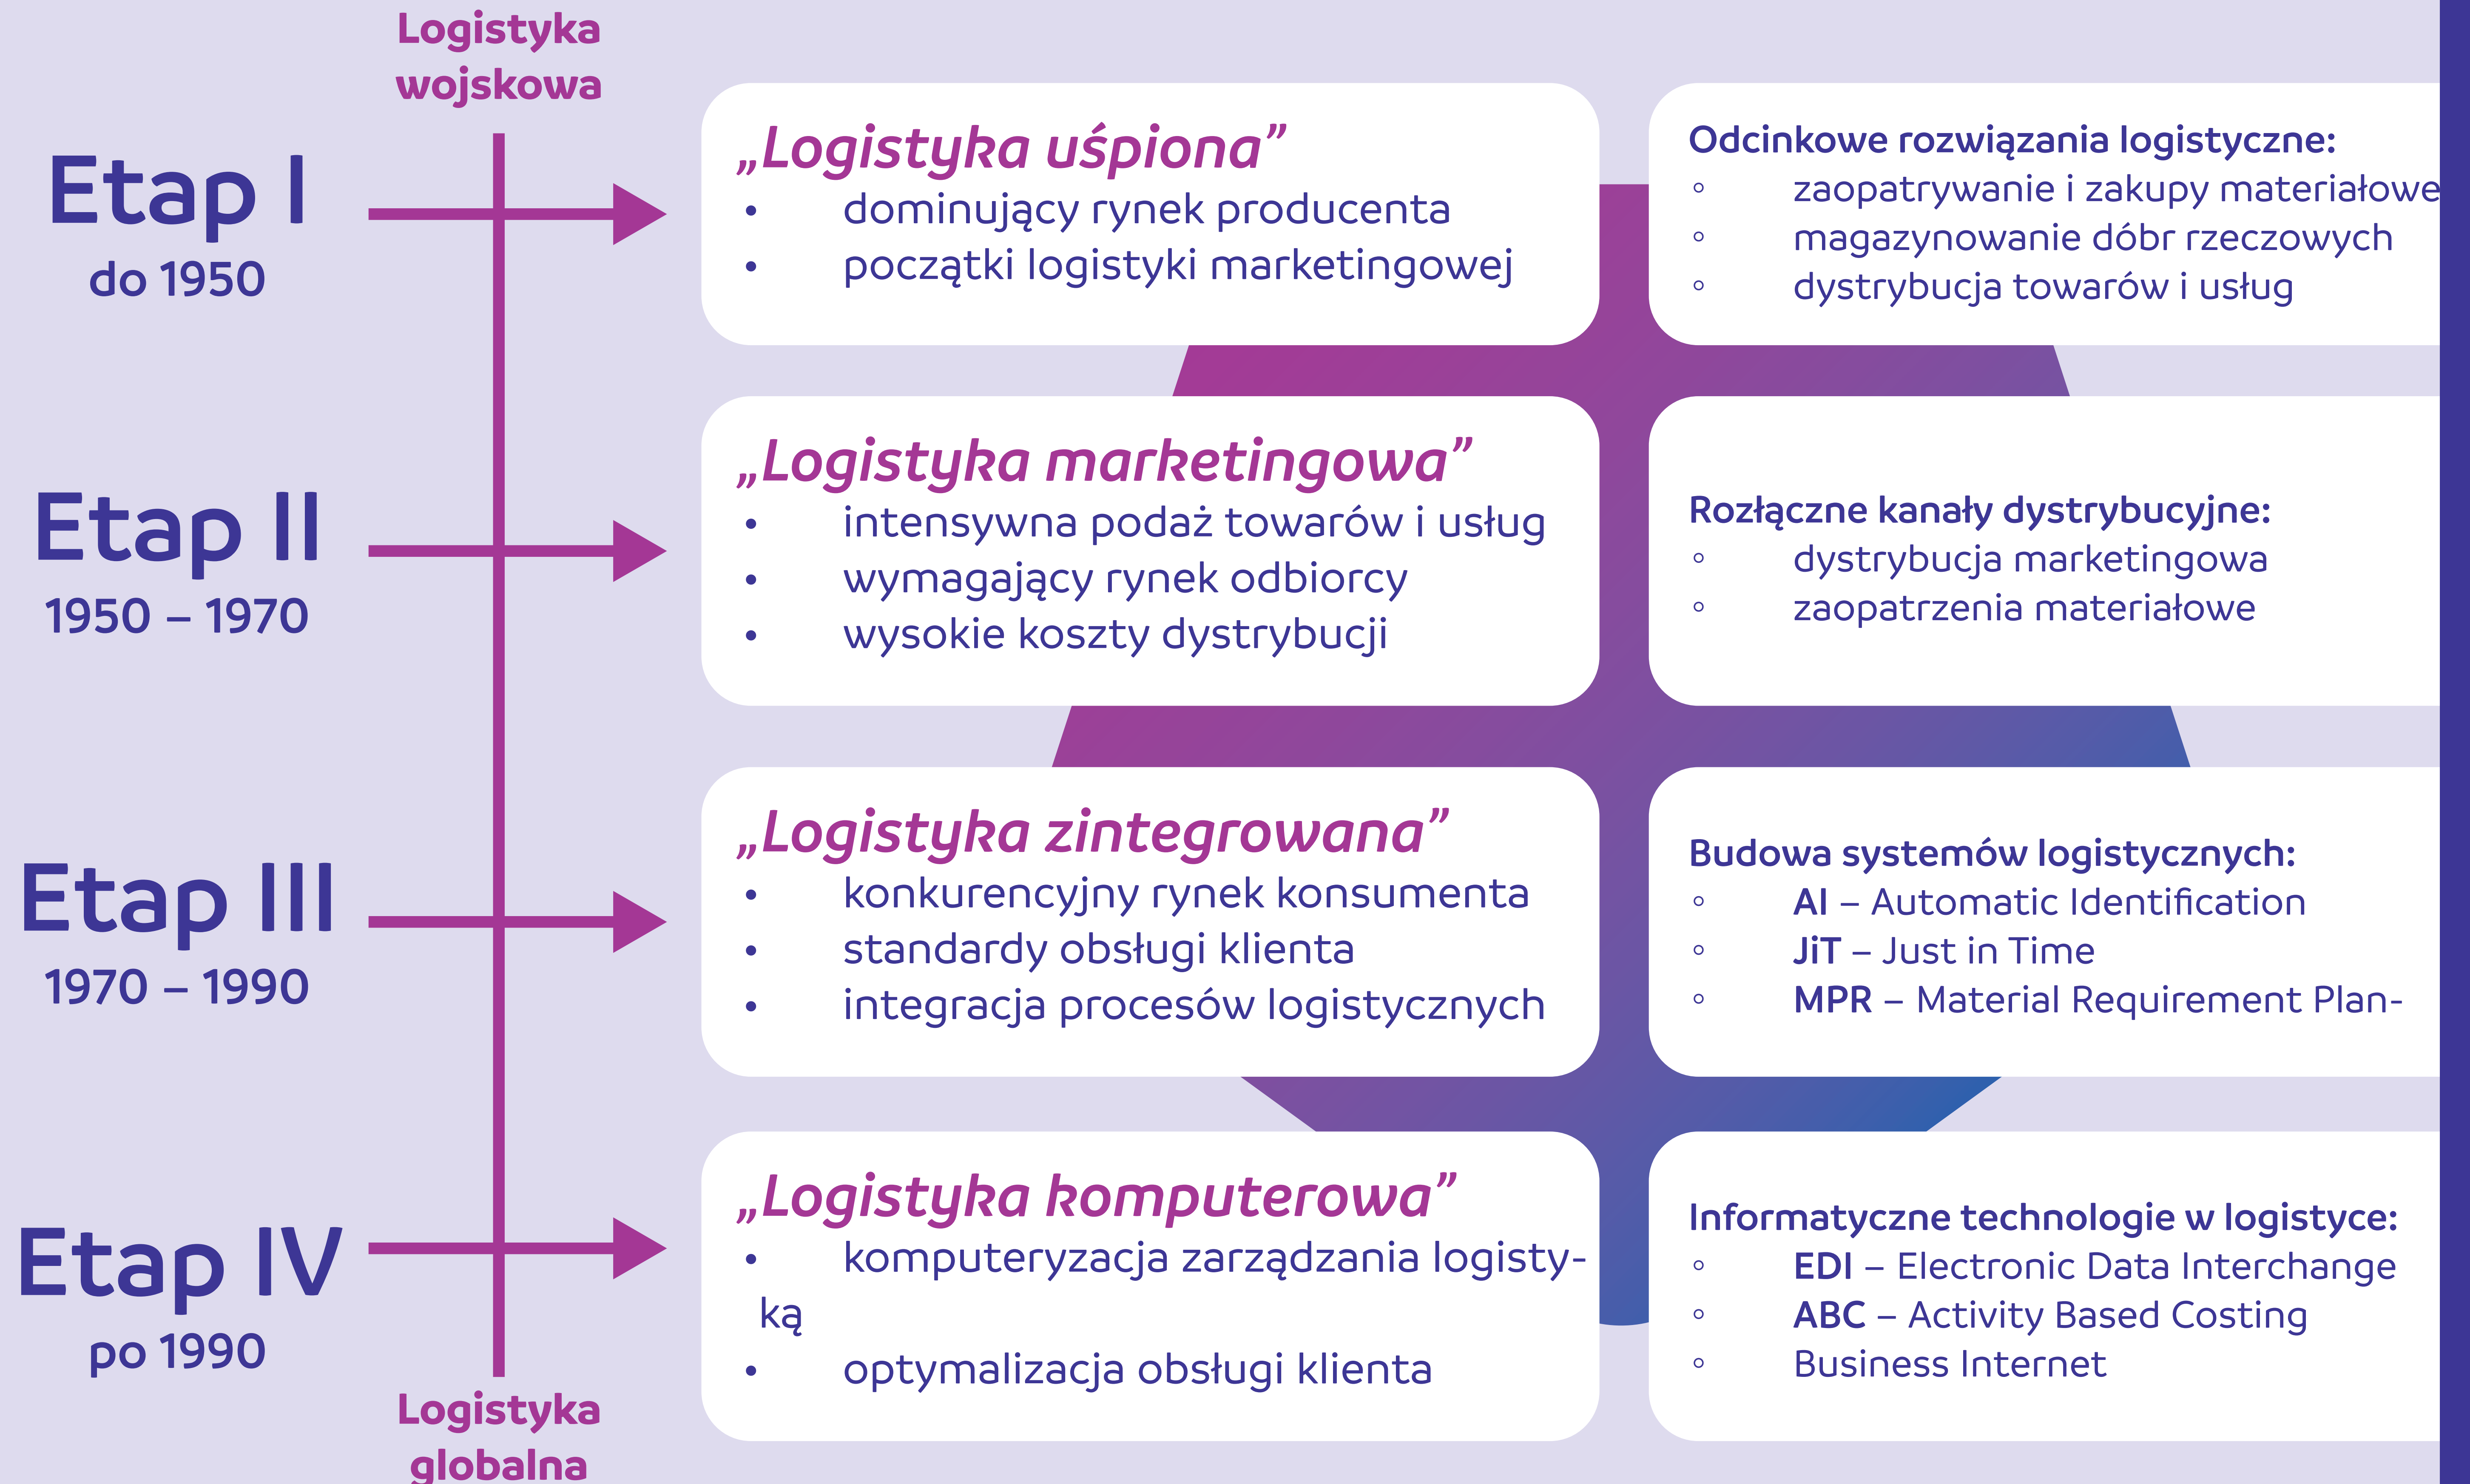 Logistyka
wojskowa
Etap I
do 1950
„Logistyka uśpiona”
• dominujący rynek producenta
• początki logistyki marketingowej
Odcinkowe rozwiązania logistyczne:
◦ zaopatrywanie i zakupy materiałowe
◦ magazynowanie dóbr rzeczowych
◦ dystrybucja towarów i usług
Etap II
1950 – 1970
„Logistyka marketingowa”
• intensywna podaż towarów i usług
• wymagający rynek odbiorcy
• wysokie koszty dystrybucji
Rozłączne kanały dystrybucyjne:
◦ dystrybucja marketingowa
◦ zaopatrzenia materiałowe
Etap III
1970 – 1990
„Logistyka zintegrowana”
• konkurencyjny rynek konsumenta
• standardy obsługi klienta
• integracja procesów logistycznych
Budowa systemów logistycznych:
◦ AI – Automatic Identification
◦ JiT – Just in Time
◦ MPR – Material Requirement Plan-
Etap IV
po 1990
„Logistyka komputerowa”
• komputeryzacja zarządzania logisty-
ką
• optymalizacja obsługi klienta
Informatyczne technologie w logistyce:
◦ EDI – Electronic Data Interchange
◦ ABC – Activity Based Costing
◦ Business Internet
Logistyka
globalna